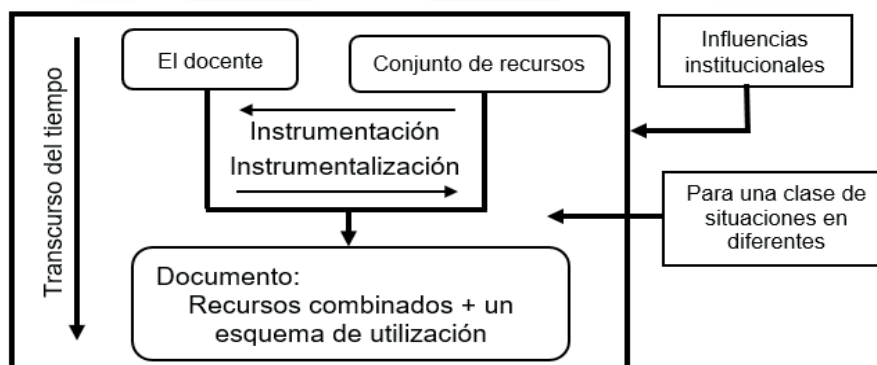 Transcurso del tiempo
El docente
Conjunto de recursos
Influencias
institucionales
Instrumentación
Instrumentalización
Para una clase de
situaciones en
diferentes
Documento:
Recursos combinados + un
esquema de utilización